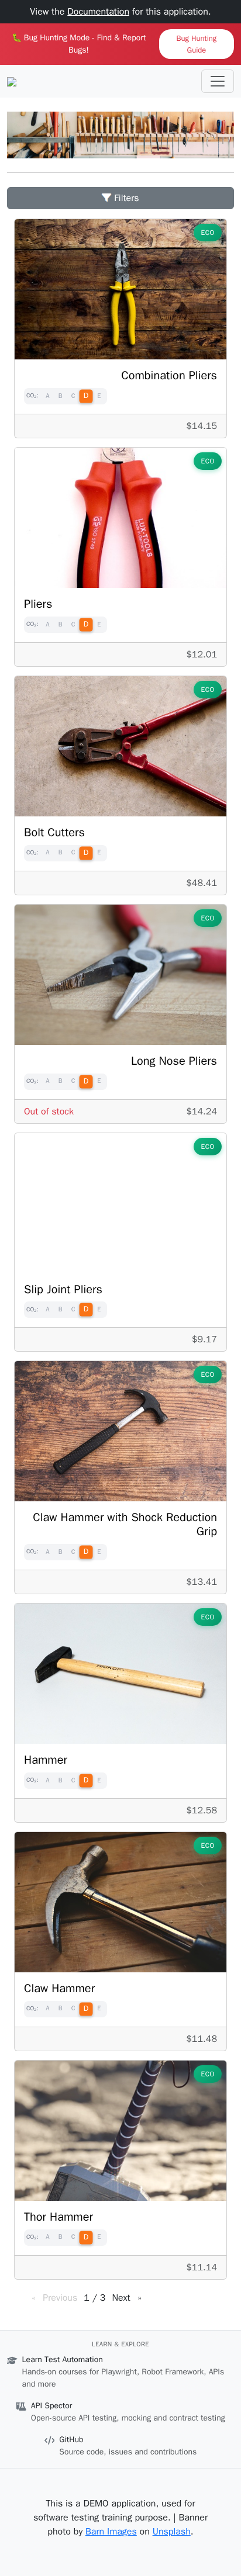 View the Documentation for this application.
🐛 Bug Hunting Mode - Find & Report
Bugs!
Bug Hunting
Guide
Filters
ECO
Combination Pliers
CO₂: A B C D E
$14.15
ECO
Pliers
CO₂: A B C D E
$12.01
ECO
Bolt Cutters
CO₂: A B C D E
$48.41
ECO
Long Nose Pliers
CO₂: A B C D E
Out of stock $14.24
ECO
Slip Joint Pliers
CO₂: A B C D E
$9.17
ECO
Claw Hammer with Shock Reduction
Grip
CO₂: A B C D E
$13.41
ECO
Hammer
CO₂: A B C D E
$12.58
ECO
Claw Hammer
CO₂: A B C D E
$11.48
ECO
Thor Hammer
CO₂: A B C D E
$11.14
« Previous 1 / 3 Next »
LEARN & EXPLORE
Learn Test Automation
Hands-on courses for Playwright, Robot Framework, APIs
and more
API Spector
Open-source API testing, mocking and contract testing
GitHub
Source code, issues and contributions
This is a DEMO application, used for
software testing training purpose. | Banner
photo by Barn Images on Unsplash.